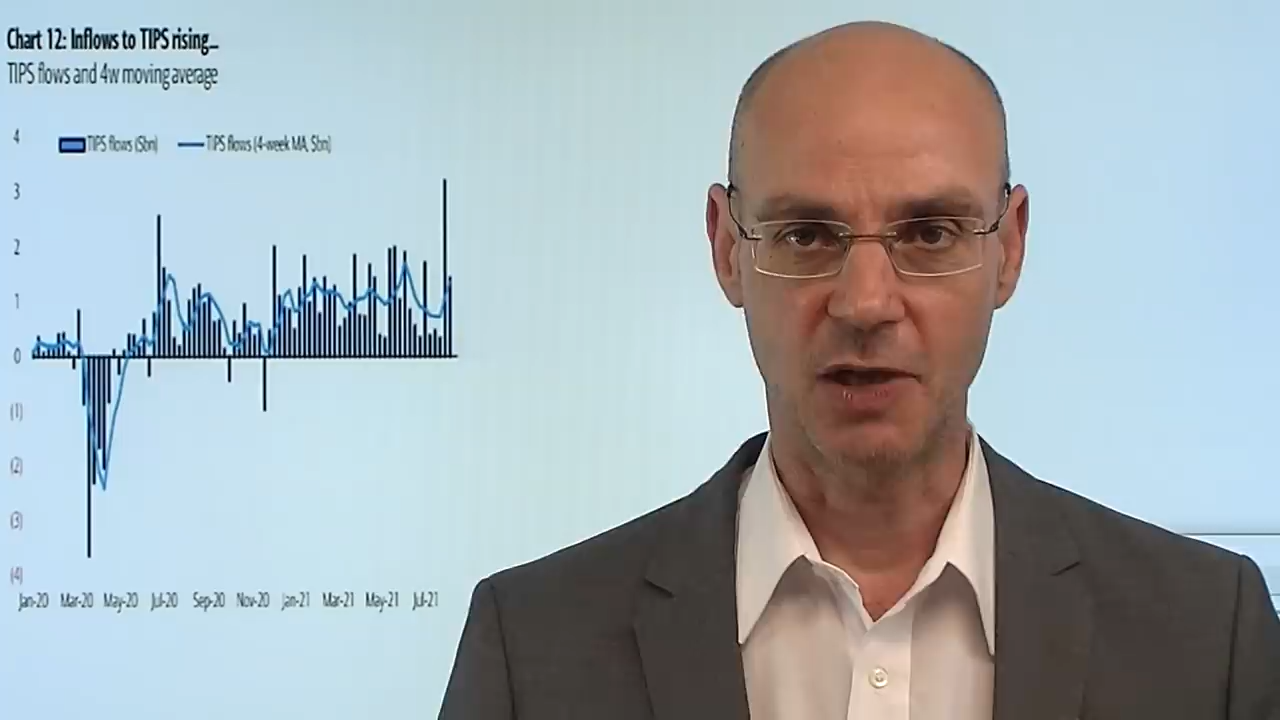 Chart 12: Inflows to TIPS rising...
TIPS flows and 4w moving average
TIPS flows ($bn) TIPS flows (4-week MA, $bn)
4
3
2
1
0
(1)
(2)
(3)
(4)
Jan-20 Mar-20 May-20 Jul-20 Sep-20 Nov-20 Jan-21 Mar-21 May-21 Jul-21